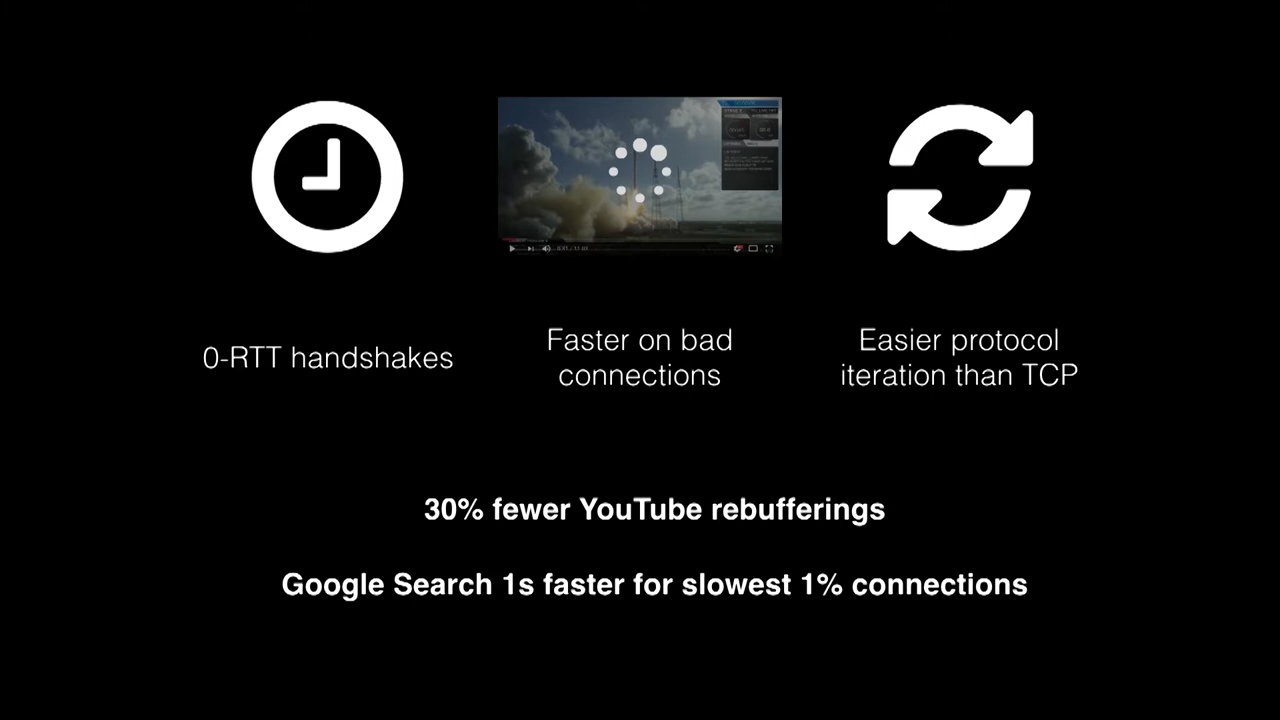 0-RTT handshakes
Faster on bad
connections
Easier protocol
iteration than TCP
30% fewer YouTube rebufferings
Google Search 1s faster for slowest 1% connections